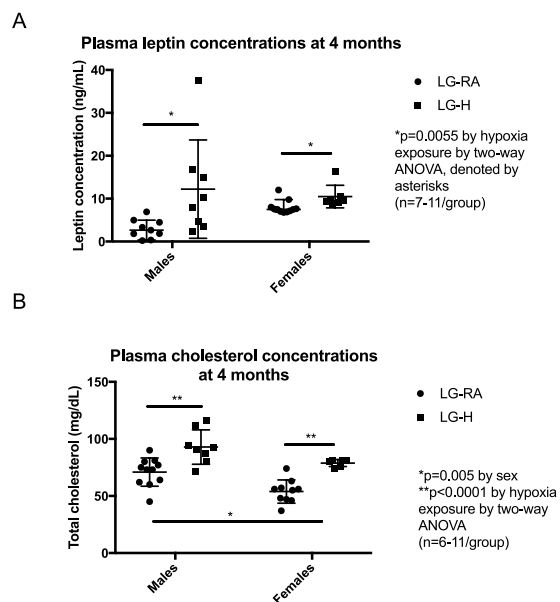 A
Plasma leptin concentrations at 4 months
Leptin concentration (ng/mL)
40
30
20
10
0
*
*
Males
Females
LG-RA
LG-H
*p=0.0055 by hypoxia
exposure by two-way
ANOVA, denoted by
asterisks
(n=7-11/group)
B
Plasma cholesterol concentrations
at 4 months
Total cholesterol (mg/dL)
150
100
50
0
**
**
*
Males
Females
LG-RA
LG-H
*p=0.005 by sex
**p<0.0001 by hypoxia
exposure by two-way
ANOVA
(n=6-11/group)